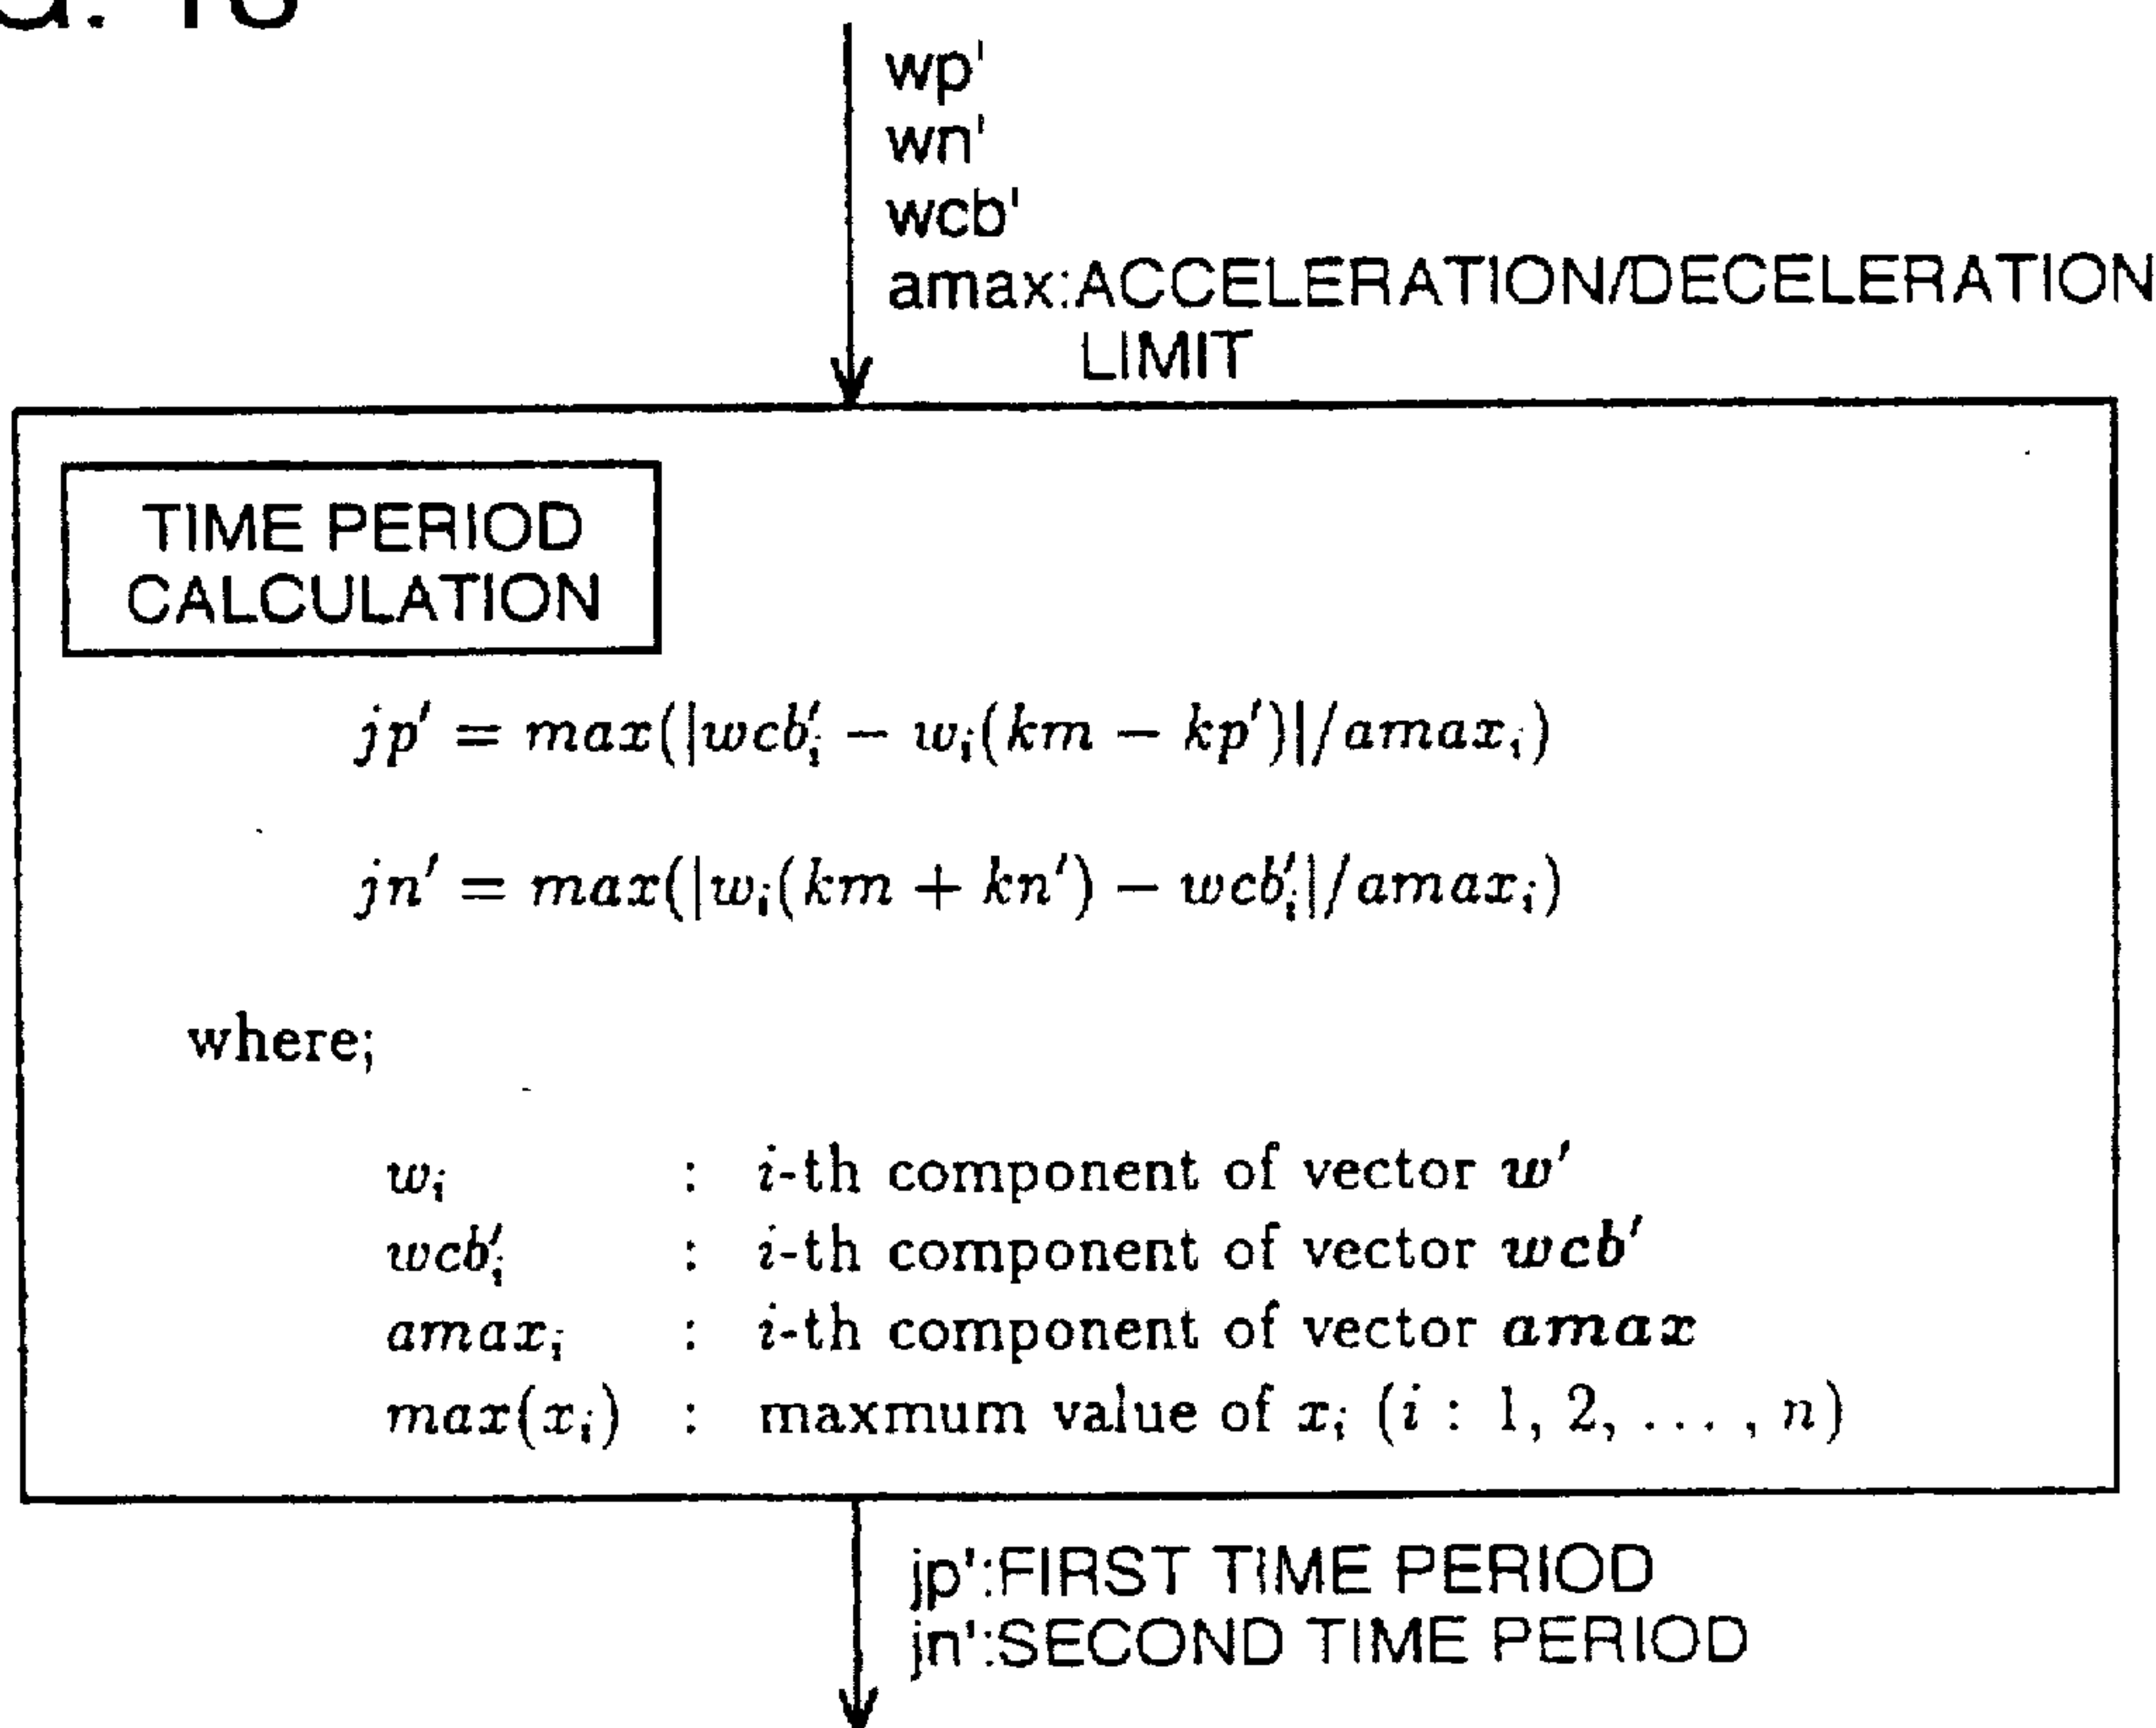 wp'
wn'
wcb'
amax:ACCELERATION/DECELERATION
LIMIT
TIME PERIOD
CALCULATION
jp' = max(|wcb'ᵢ − wᵢ(km − kp')|/amaxᵢ)
jn' = max(|wᵢ(km + kn') − wcb'ᵢ|/amaxᵢ)
where;
wᵢ : i-th component of vector w'
wcb'ᵢ : i-th component of vector wcb'
amaxᵢ : i-th component of vector amax
max(xᵢ) : maxmum value of xᵢ (i : 1, 2, ... , n)
jp':FIRST TIME PERIOD
jn':SECOND TIME PERIOD